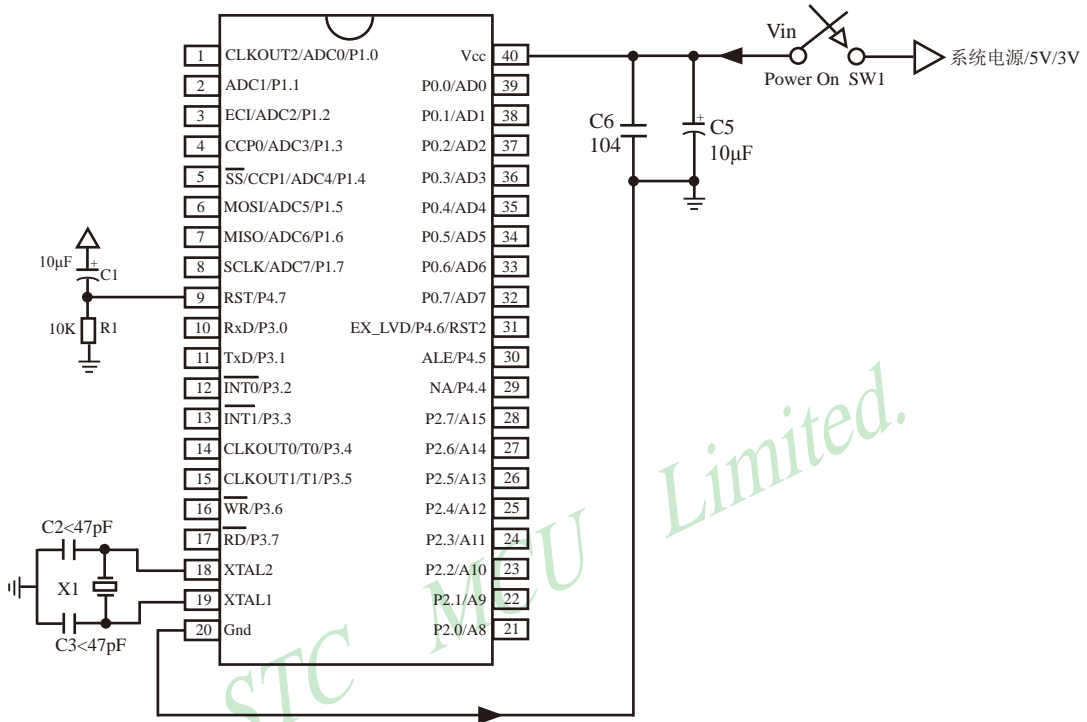 1 CLKOUT2/ADC0/P1.0
2 ADC1/P1.1
3 ECI/ADC2/P1.2
4 CCP0/ADC3/P1.3
5 SS/CCP1/ADC4/P1.4
6 MOSI/ADC5/P1.5
7 MISO/ADC6/P1.6
8 SCLK/ADC7/P1.7
9 RST/P4.7
10 RxD/P3.0
11 TxD/P3.1
12 INT0/P3.2
13 INT1/P3.3
14 CLKOUT0/T0/P3.4
15 CLKOUT1/T1/P3.5
16 WR/P3.6
17 RD/P3.7
18 XTAL2
19 XTAL1
20 Gnd
Vcc 40
P0.0/AD0 39
P0.1/AD1 38
P0.2/AD2 37
P0.3/AD3 36
P0.4/AD4 35
P0.5/AD5 34
P0.6/AD6 33
P0.7/AD7 32
EX_LVD/P4.6/RST2 31
ALE/P4.5 30
NA/P4.4 29
P2.7/A15 28
P2.6/A14 27
P2.5/A13 26
P2.4/A12 25
P2.3/A11 24
P2.2/A10 23
P2.1/A9 22
P2.0/A8 21
Vin
Power On SW1
系统电源/5V/3V
C6
104
+
C5
10μF
10μF
+
C1
10K
R1
C2<47pF
X1
C3<47pF
STC MCU Limited.